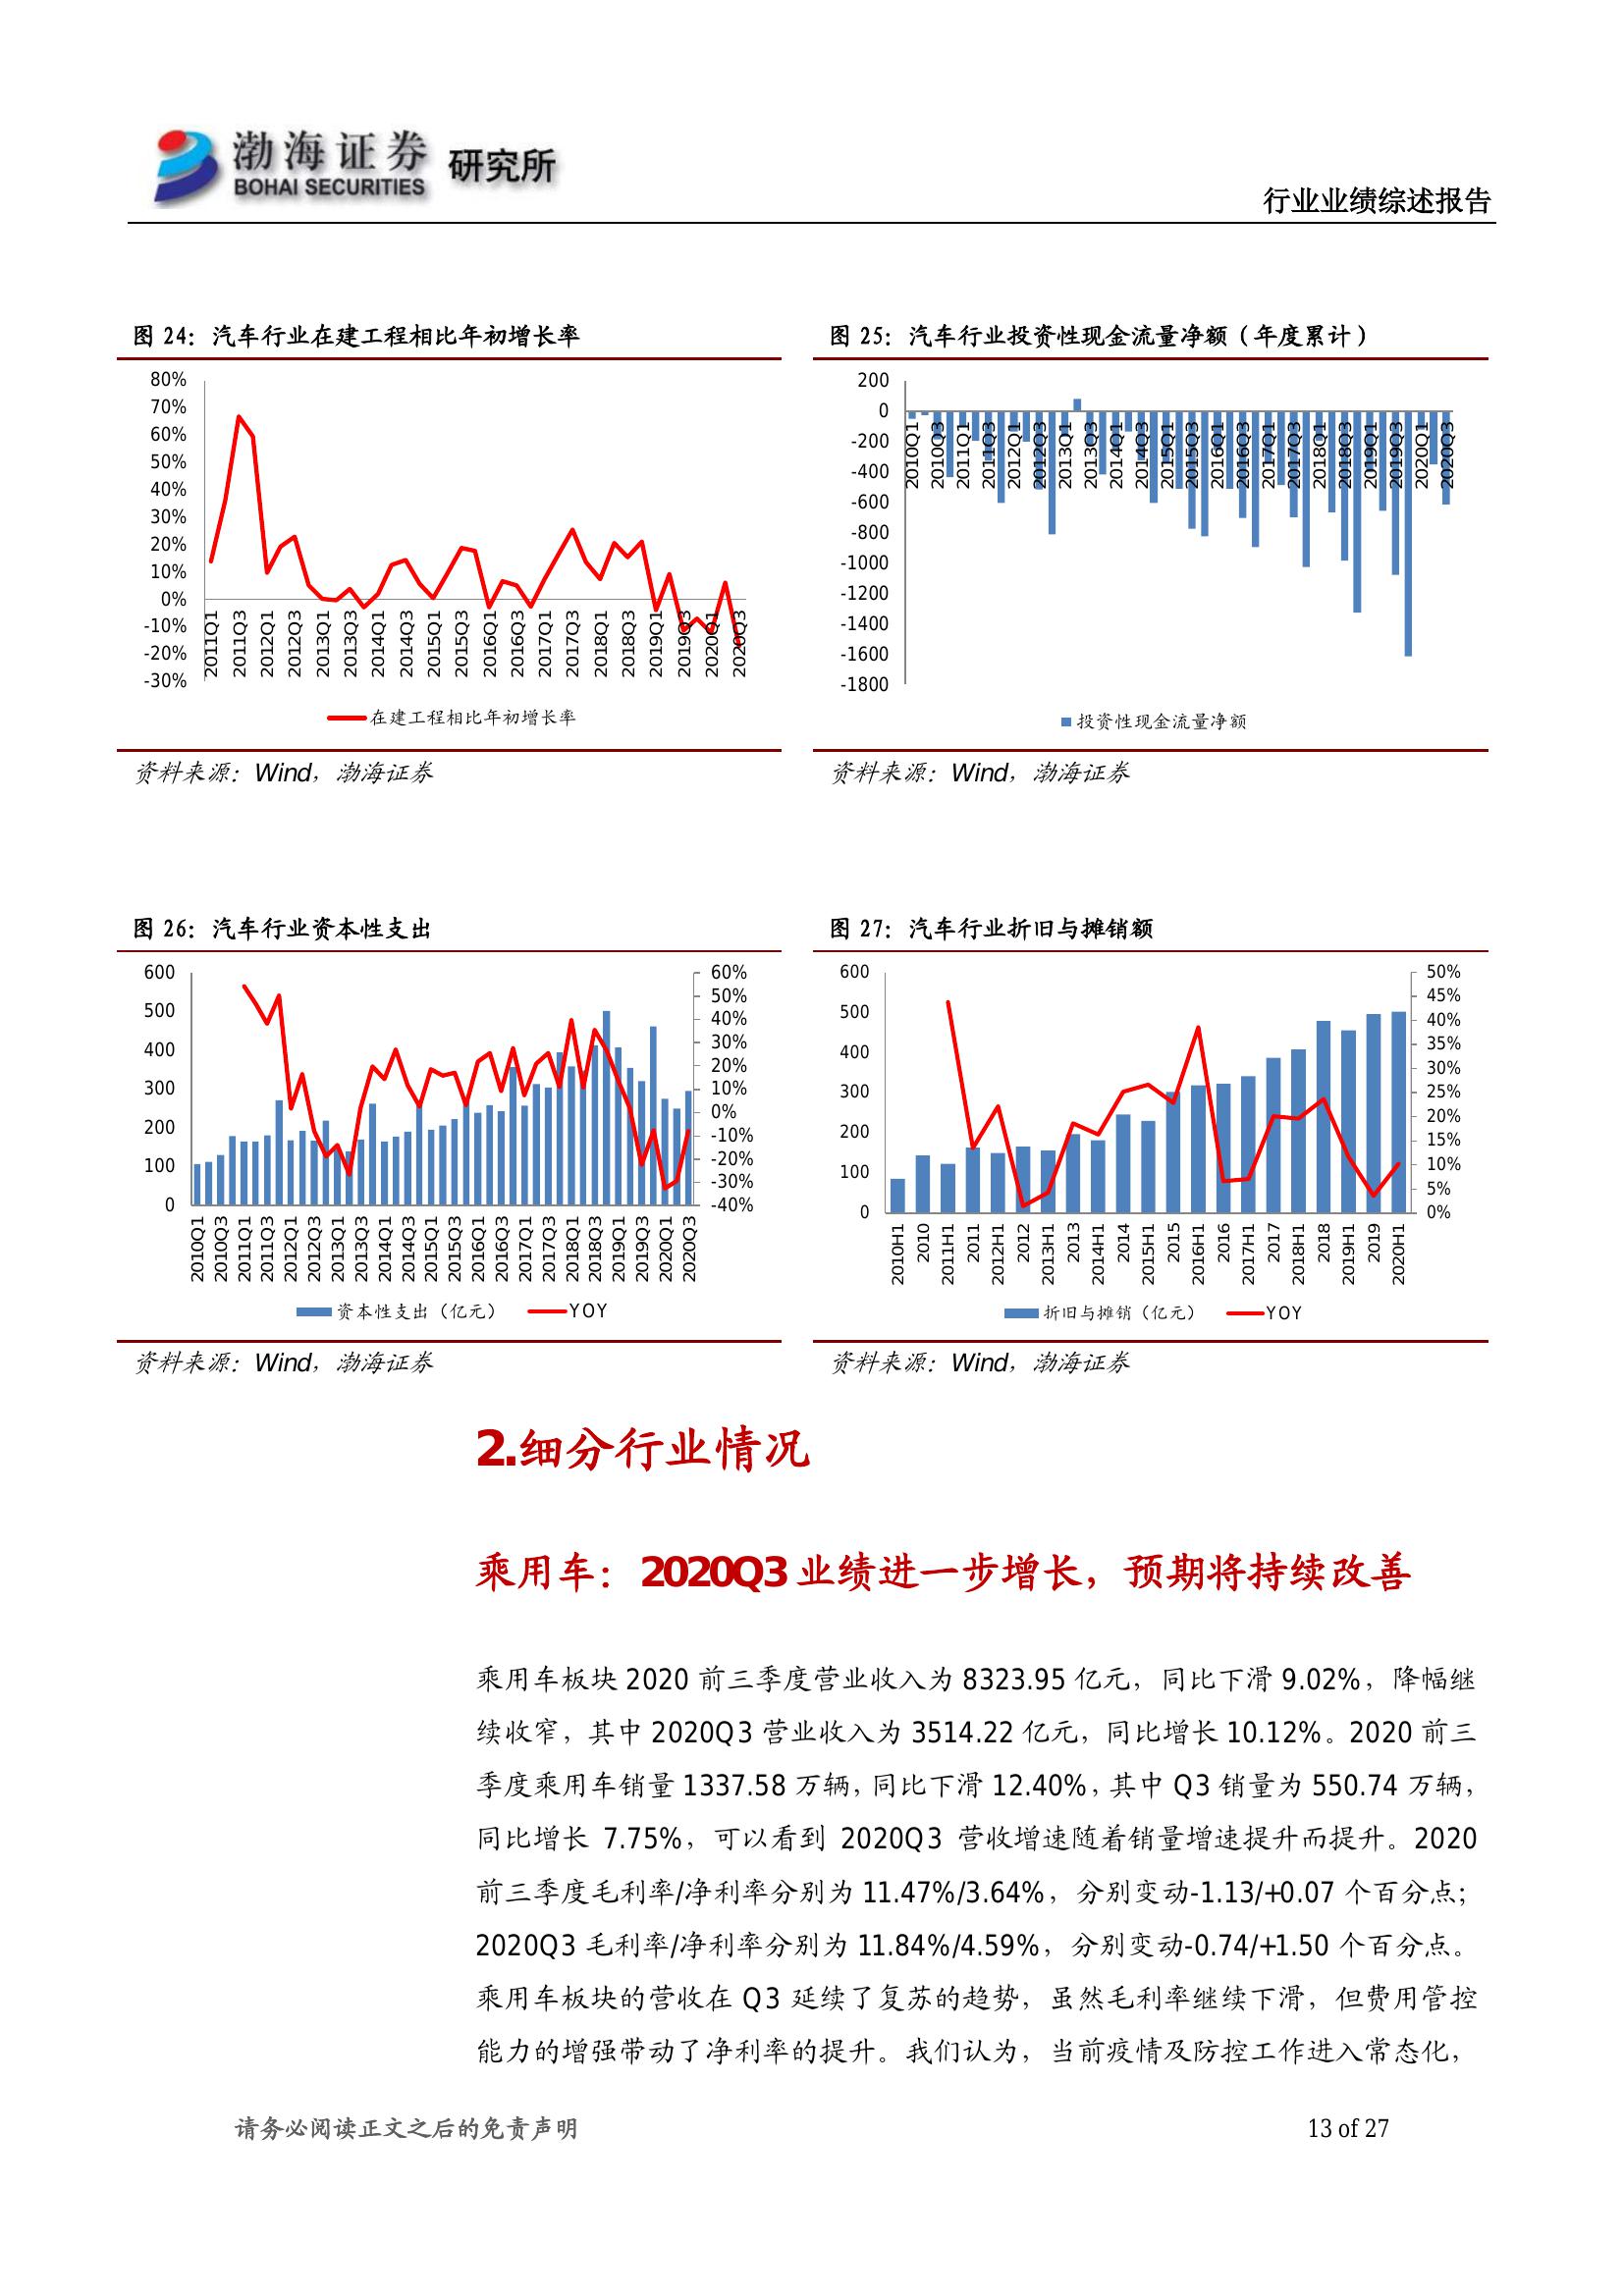 渤海证券 研究所
BOHAI SECURITIES
行业业绩综述报告
图 24：汽车行业在建工程相比年初增长率
80%
70%
60%
50%
40%
30%
20%
10%
0%
-10%
-20%
-30%
2011Q1
2011Q3
2012Q1
2012Q3
2013Q1
2013Q3
2014Q1
2014Q3
2015Q1
2015Q3
2016Q1
2016Q3
2017Q1
2017Q3
2018Q1
2018Q3
2019Q1
2019Q3
2020Q1
2020Q3
在建工程相比年初增长率
资料来源：Wind，渤海证券
图 25：汽车行业投资性现金流量净额（年度累计）
200
0
-200
-400
-600
-800
-1000
-1200
-1400
-1600
-1800
2010Q1
2010Q3
2011Q1
2011Q3
2012Q1
2012Q3
2013Q1
2013Q3
2014Q1
2014Q3
2015Q1
2015Q3
2016Q1
2016Q3
2017Q1
2017Q3
2018Q1
2018Q3
2019Q1
2019Q3
2020Q1
2020Q3
投资性现金流量净额
资料来源：Wind，渤海证券
图 26：汽车行业资本性支出
600
500
400
300
200
100
0
60%
50%
40%
30%
20%
10%
0%
-10%
-20%
-30%
-40%
2010Q1
2010Q3
2011Q1
2011Q3
2012Q1
2012Q3
2013Q1
2013Q3
2014Q1
2014Q3
2015Q1
2015Q3
2016Q1
2016Q3
2017Q1
2017Q3
2018Q1
2018Q3
2019Q1
2019Q3
2020Q1
2020Q3
资本性支出（亿元） YOY
资料来源：Wind，渤海证券
图 27：汽车行业折旧与摊销额
600
500
400
300
200
100
0
50%
45%
40%
35%
30%
25%
20%
15%
10%
5%
0%
2010H1
2010
2011H1
2011
2012H1
2012
2013H1
2013
2014H1
2014
2015H1
2015
2016H1
2016
2017H1
2017
2018H1
2018
2019H1
2019
2020H1
折旧与摊销（亿元） YOY
资料来源：Wind，渤海证券
2.细分行业情况
乘用车：2020Q3 业绩进一步增长，预期将持续改善
乘用车板块 2020 前三季度营业收入为 8323.95 亿元，同比下滑 9.02%，降幅继
续收窄，其中 2020Q3 营业收入为 3514.22 亿元，同比增长 10.12%。2020 前三
季度乘用车销量 1337.58 万辆，同比下滑 12.40%，其中 Q3 销量为 550.74 万辆，
同比增长 7.75%，可以看到 2020Q3 营收增速随着销量增速提升而提升。2020
前三季度毛利率/净利率分别为 11.47%/3.64%，分别变动-1.13/+0.07 个百分点；
2020Q3 毛利率/净利率分别为 11.84%/4.59%，分别变动-0.74/+1.50 个百分点。
乘用车板块的营收在 Q3 延续了复苏的趋势，虽然毛利率继续下滑，但费用管控
能力的增强带动了净利率的提升。我们认为，当前疫情及防控工作进入常态化，
请务必阅读正文之后的免责声明
13 of 27